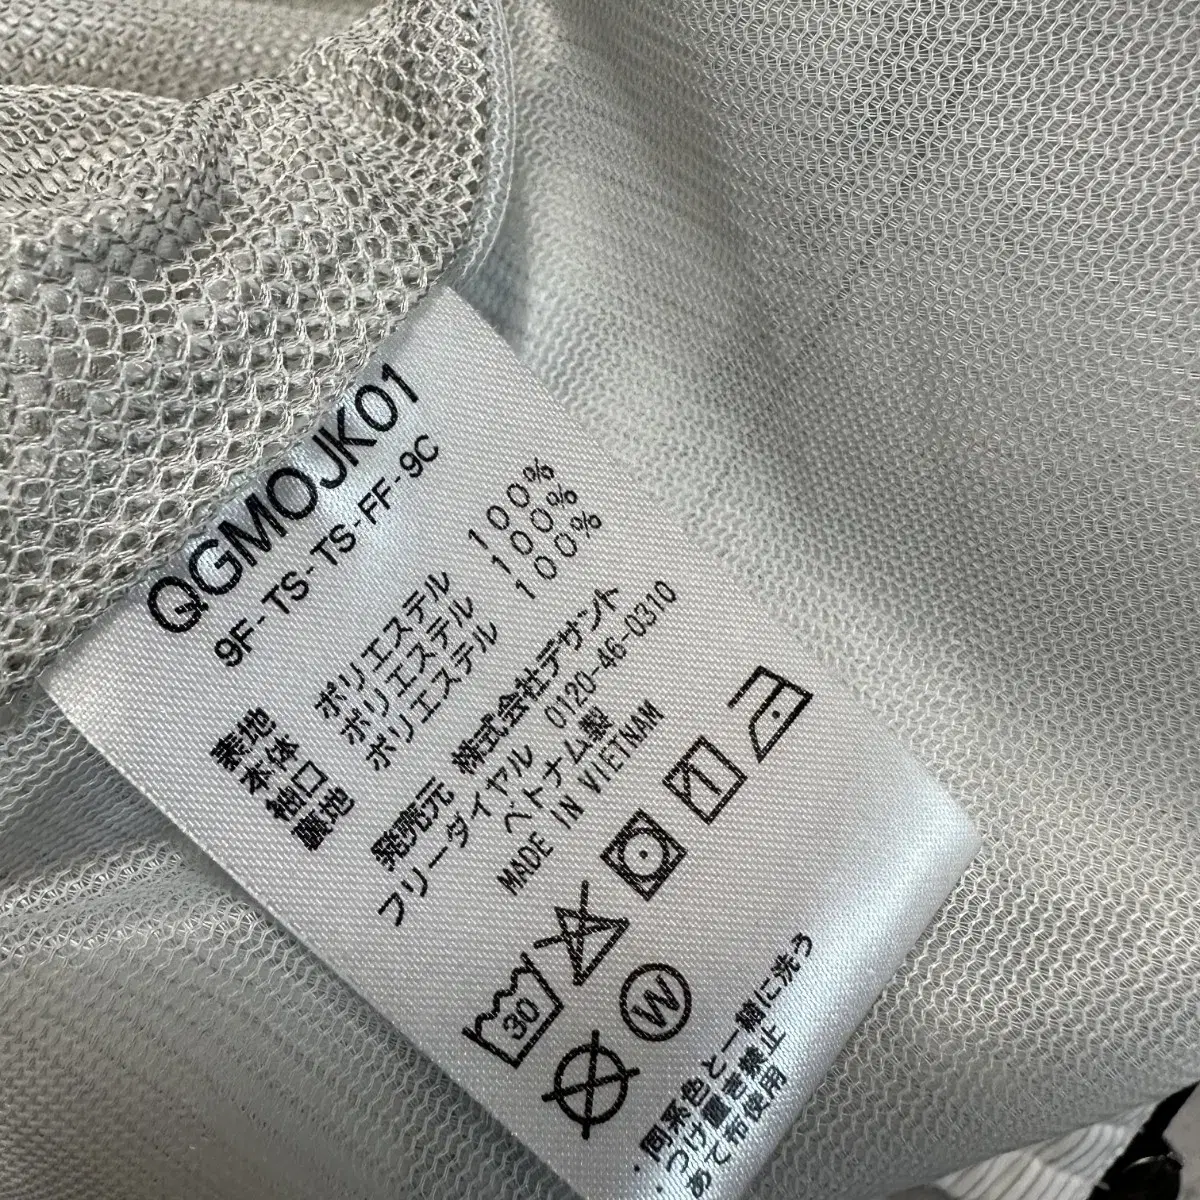 QGMOJK01
9F-TS-TS-FF-9C
表地
本体 ポリエステル 100%
袖口 ポリエステル 100%
裏地 ポリエステル 100%
発売元 株式会社デサント
フリーダイヤル 0120-46-0310
ベトナム製
MADE IN VIETNAM
30
W
・同系色と一緒に洗う
・つけ置き禁止
・あて布使用